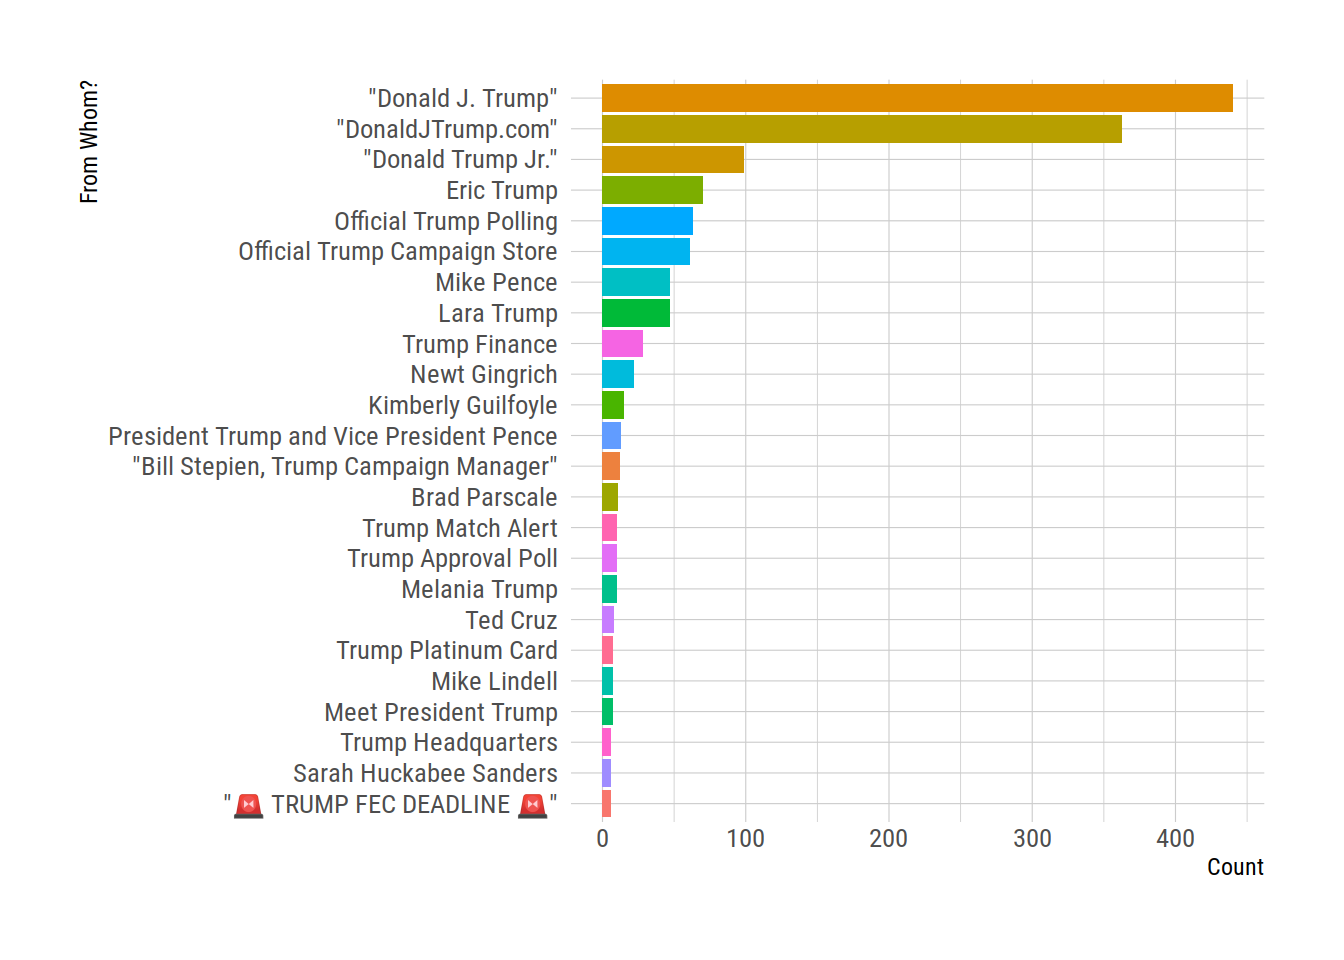 From Whom?
"Donald J. Trump"
"DonaldJTrump.com"
"Donald Trump Jr."
Eric Trump
Official Trump Polling
Official Trump Campaign Store
Mike Pence
Lara Trump
Trump Finance
Newt Gingrich
Kimberly Guilfoyle
President Trump and Vice President Pence
"Bill Stepien, Trump Campaign Manager"
Brad Parscale
Trump Match Alert
Trump Approval Poll
Melania Trump
Ted Cruz
Trump Platinum Card
Mike Lindell
Meet President Trump
Trump Headquarters
Sarah Huckabee Sanders
"🚨 TRUMP FEC DEADLINE 🚨"
0 100 200 300 400
Count